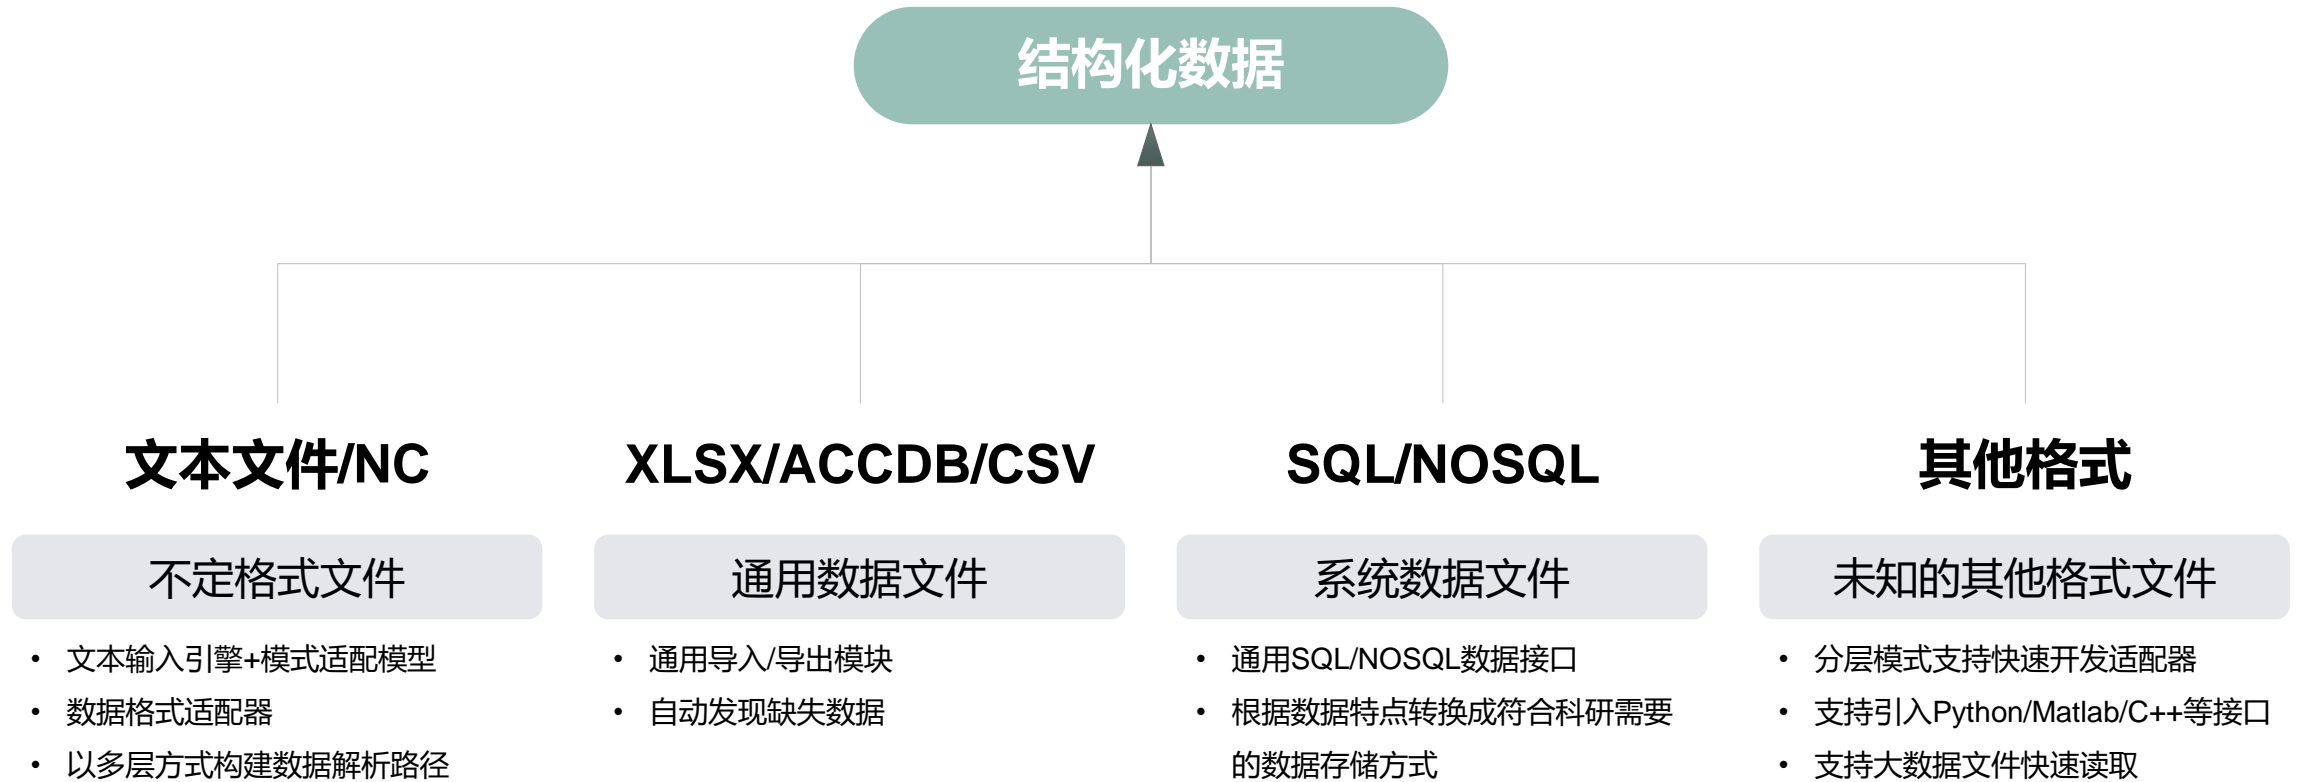 结构化数据
文本文件/NC
不定格式文件
• 文本输入引擎+模式适配模型
• 数据格式适配器
• 以多层方式构建数据解析路径
XLSX/ACCDB/CSV
通用数据文件
• 通用导入/导出模块
• 自动发现缺失数据
SQL/NOSQL
系统数据文件
• 通用SQL/NOSQL数据接口
• 根据数据特点转换成符合科研需要
的数据存储方式
其他格式
未知的其他格式文件
• 分层模式支持快速开发适配器
• 支持引入Python/Matlab/C++等接口
• 支持大数据文件快速读取